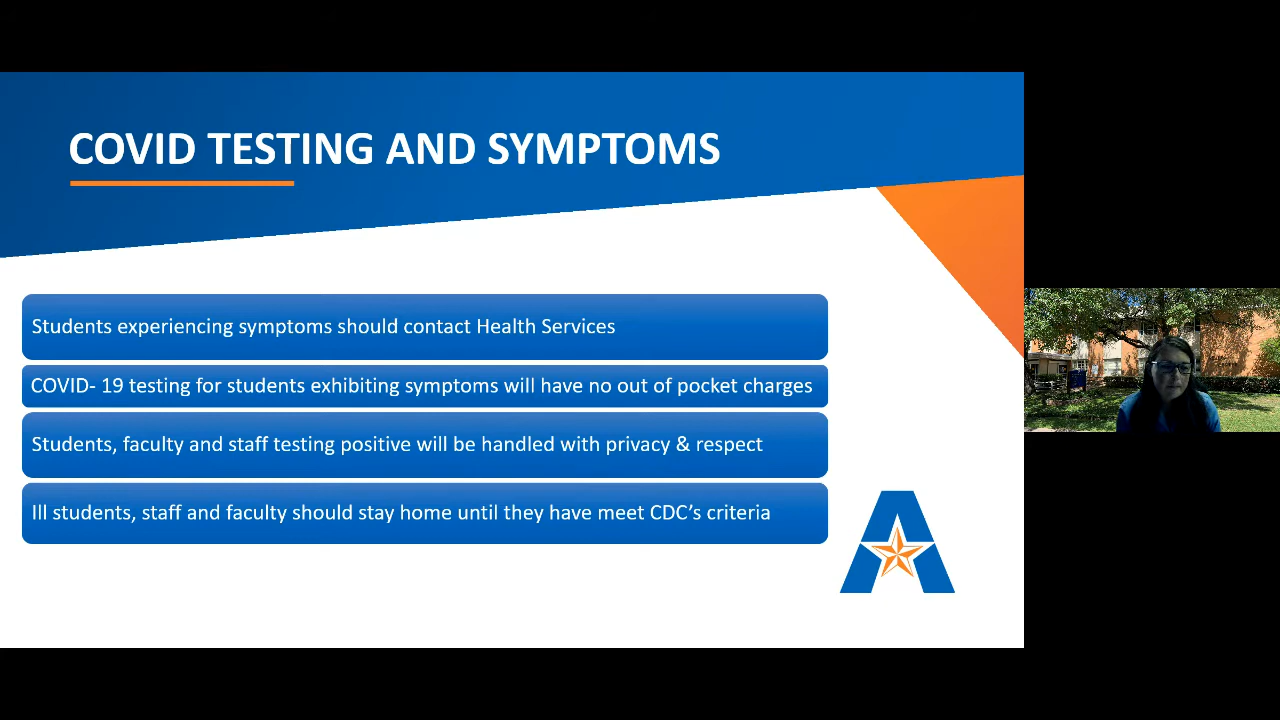 COVID TESTING AND SYMPTOMS
Students experiencing symptoms should contact Health Services
COVID- 19 testing for students exhibiting symptoms will have no out of pocket charges
Students, faculty and staff testing positive will be handled with privacy & respect
Ill students, staff and faculty should stay home until they have meet CDC's criteria